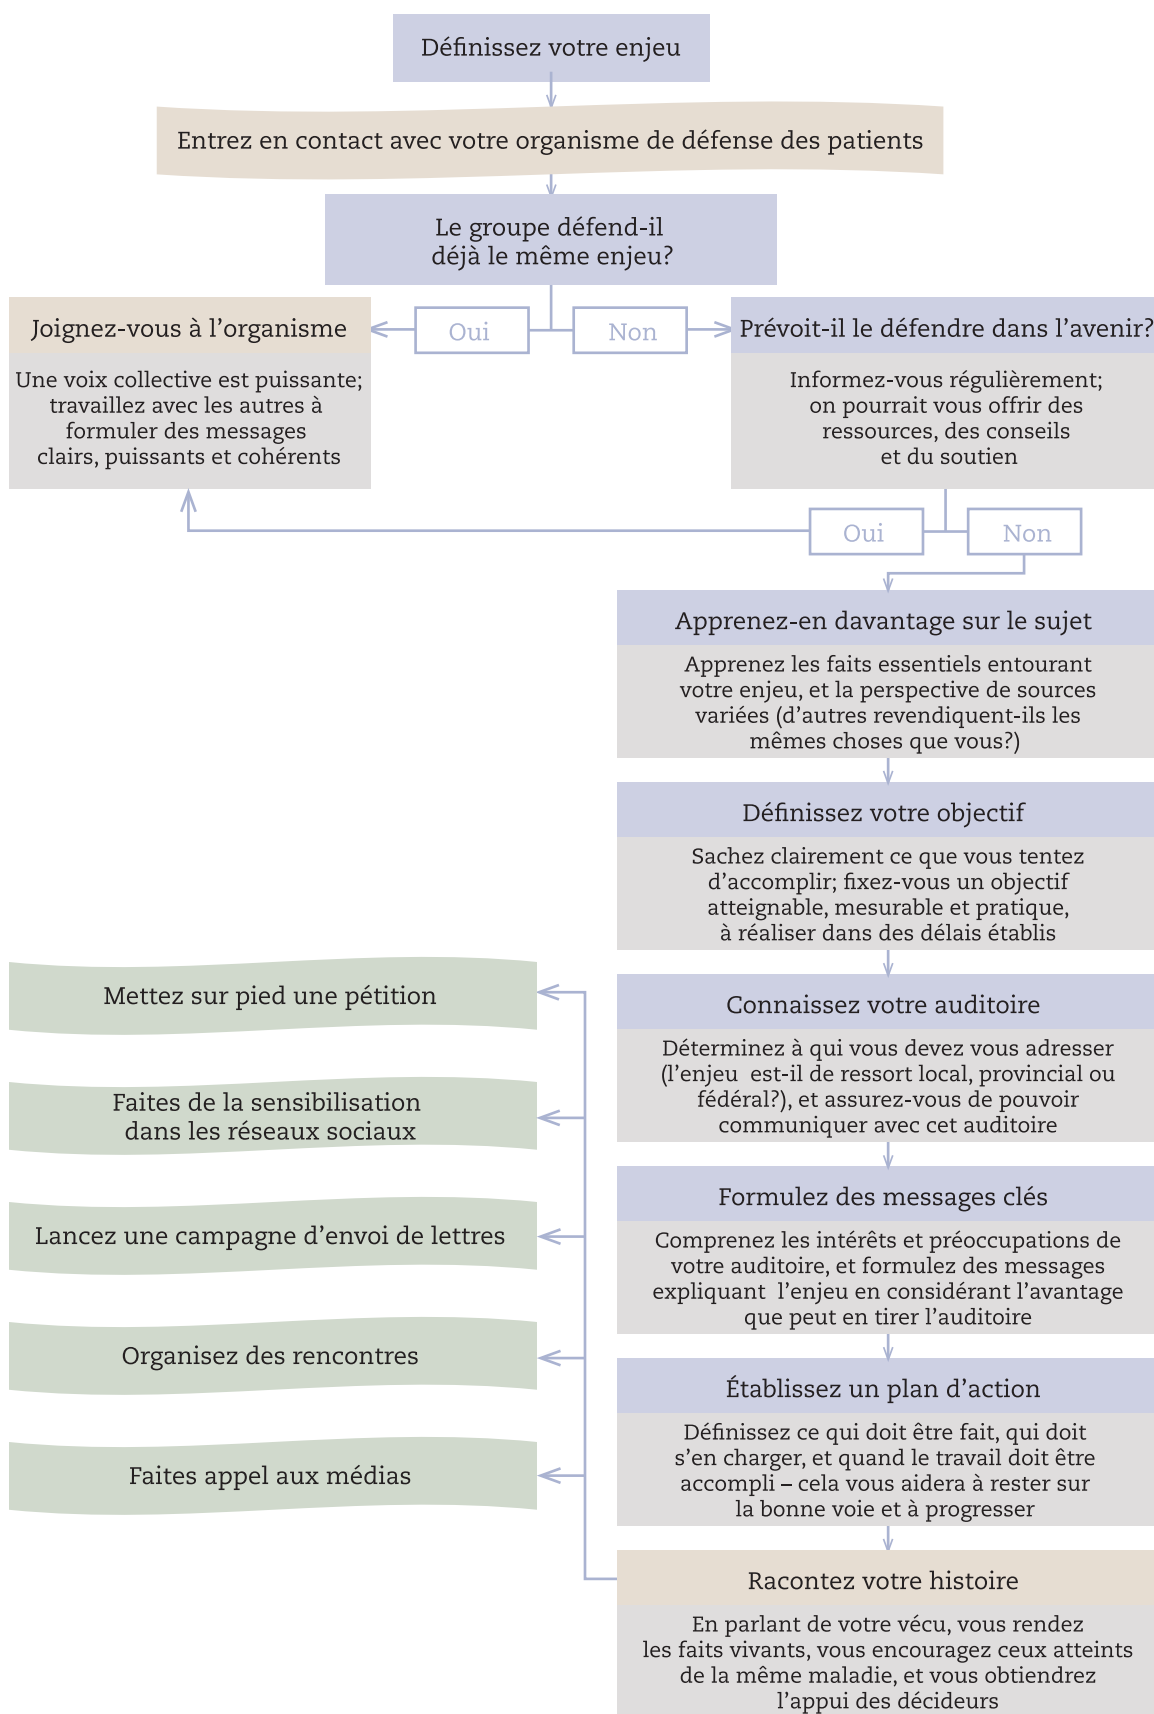 Définissez votre enjeu
Entrez en contact avec votre organisme de défense des patients
Le groupe défend-il
déjà le même enjeu?
Oui
Non
Joignez-vous à l'organisme
Une voix collective est puissante;
travaillez avec les autres à
formuler des messages
clairs, puissants et cohérents
Prévoit-il le défendre dans l'avenir?
Informez-vous régulièrement;
on pourrait vous offrir des
ressources, des conseils
et du soutien
Oui
Non
Apprenez-en davantage sur le sujet
Apprenez les faits essentiels entourant
votre enjeu, et la perspective de sources
variées (d'autres revendiquent-ils les
mêmes choses que vous?)
Définissez votre objectif
Sachez clairement ce que vous tentez
d'accomplir; fixez-vous un objectif
atteignable, mesurable et pratique,
à réaliser dans des délais établis
Connaissez votre auditoire
Déterminez à qui vous devez vous adresser
(l'enjeu est-il de ressort local, provincial ou
fédéral?), et assurez-vous de pouvoir
communiquer avec cet auditoire
Formulez des messages clés
Comprenez les intérêts et préoccupations de
votre auditoire, et formulez des messages
expliquant l'enjeu en considérant l'avantage
que peut en tirer l'auditoire
Établissez un plan d'action
Définissez ce qui doit être fait, qui doit
s'en charger, et quand le travail doit être
accompli – cela vous aidera à rester sur
la bonne voie et à progresser
Racontez votre histoire
En parlant de votre vécu, vous rendez
les faits vivants, vous encouragez ceux atteints
de la même maladie, et vous obtiendrez
l'appui des décideurs
Mettez sur pied une pétition
Faites de la sensibilisation
dans les réseaux sociaux
Lancez une campagne d'envoi de lettres
Organisez des rencontres
Faites appel aux médias